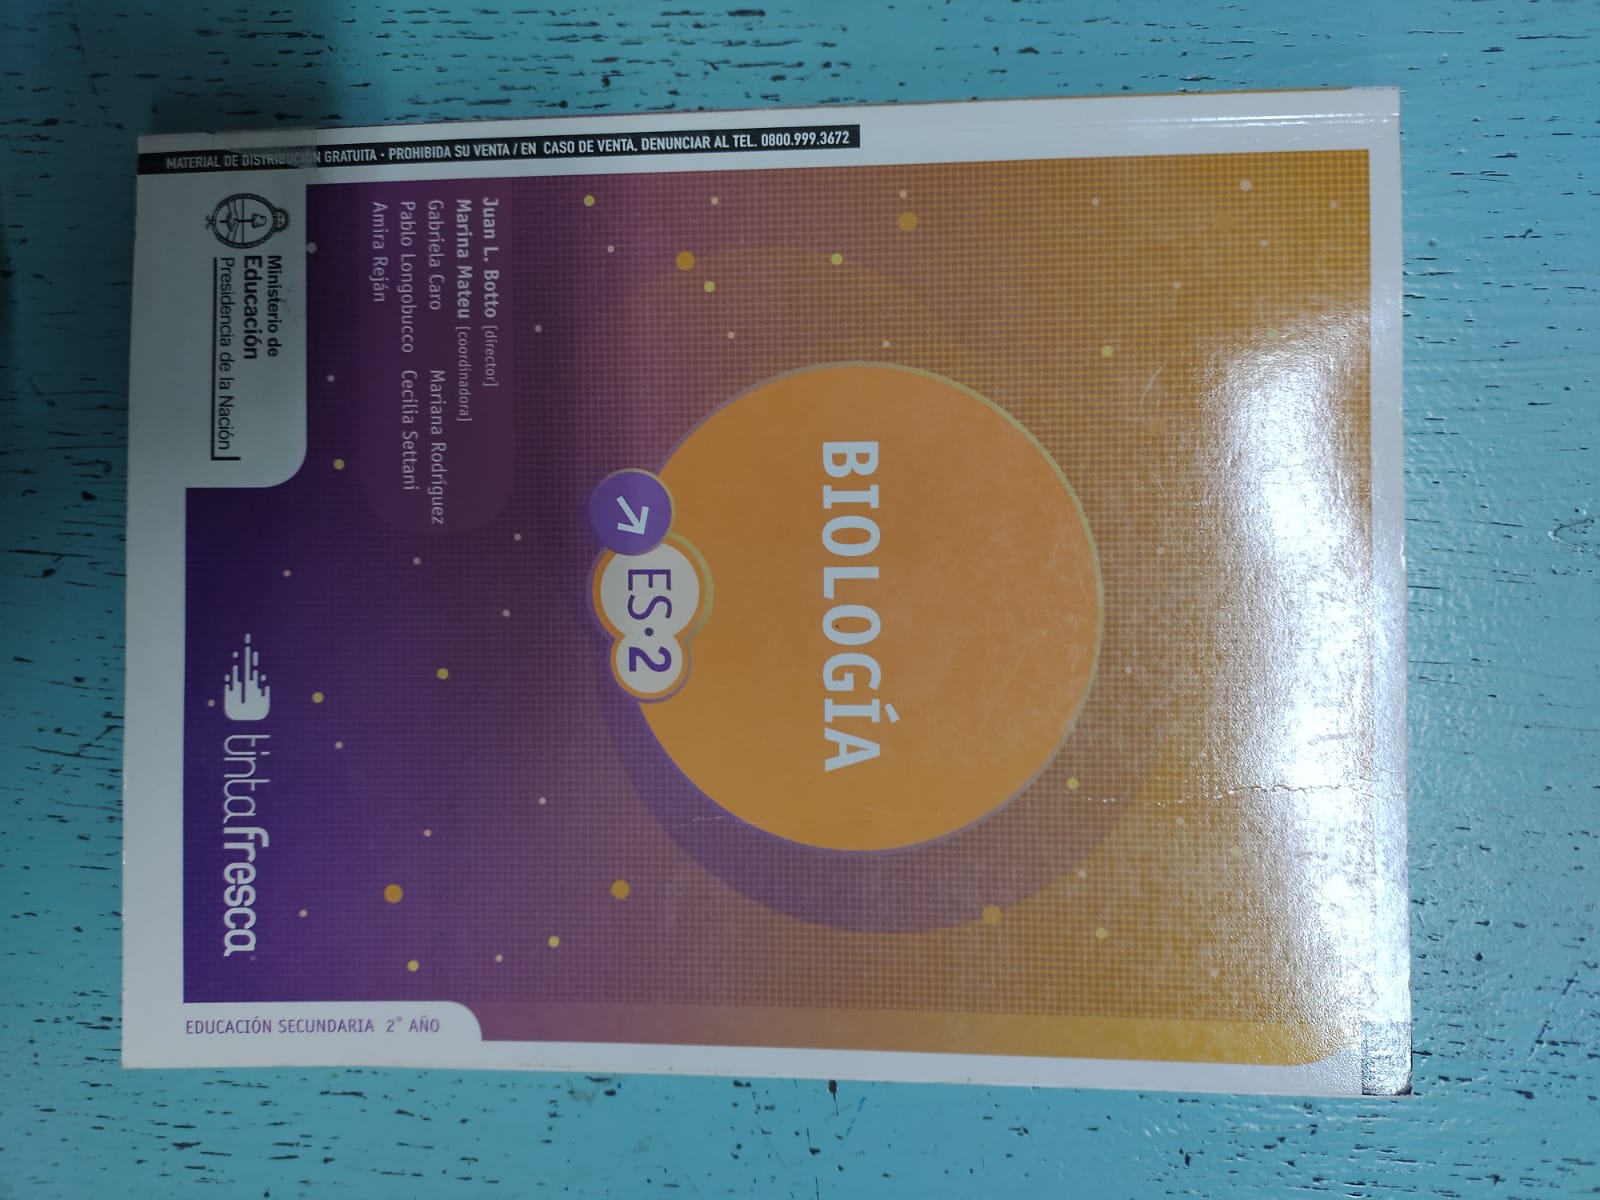 MATERIAL DE DISTRIBUCIÓN GRATUITA · PROHIBIDA SU VENTA / EN CASO DE VENTA, DENUNCIAR AL TEL. 0800.999.3672
BIOLOGÍA
ES·2
Juan L. Botto [director]
Marina Mateu [coordinadora]
Gabriela Caro Mariana Rodríguez
Pablo Longobucco Cecilia Settani
Amira Reján
Ministerio de
Educación
Presidencia de la Nación
tintafresca
EDUCACIÓN SECUNDARIA 2° AÑO